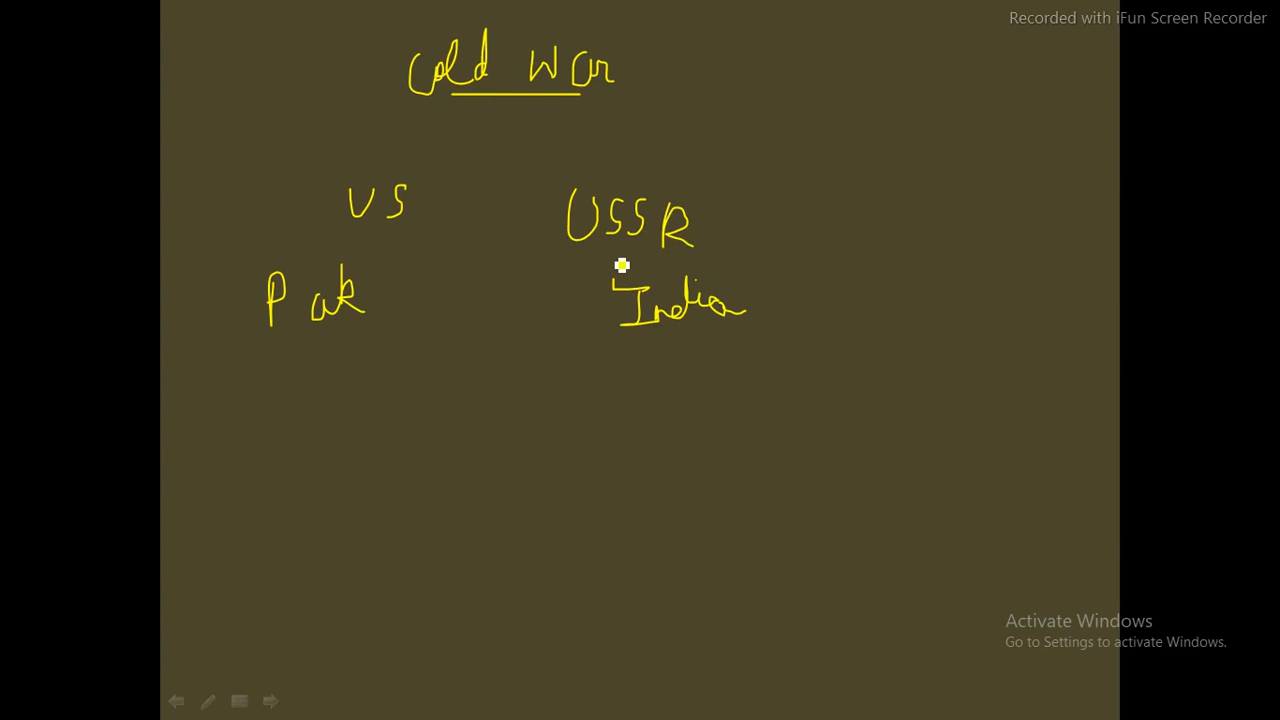 Recorded with iFun Screen Recorder
Cold War
US USSR
Pak India
Activate Windows
Go to Settings to activate Windows.